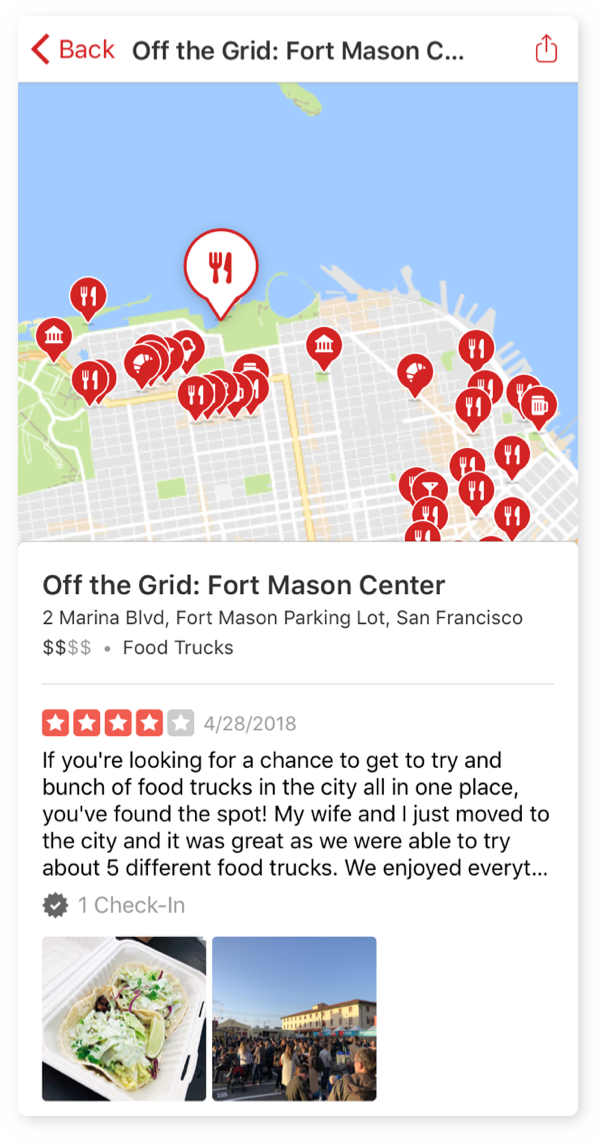 Back
Off the Grid: Fort Mason C...
Off the Grid: Fort Mason Center
2 Marina Blvd, Fort Mason Parking Lot, San Francisco
$$$$ • Food Trucks
4/28/2018
If you're looking for a chance to get to try and
bunch of food trucks in the city all in one place,
you've found the spot! My wife and I just moved to
the city and it was great as we were able to try
about 5 different food trucks. We enjoyed everyt...
1 Check-In